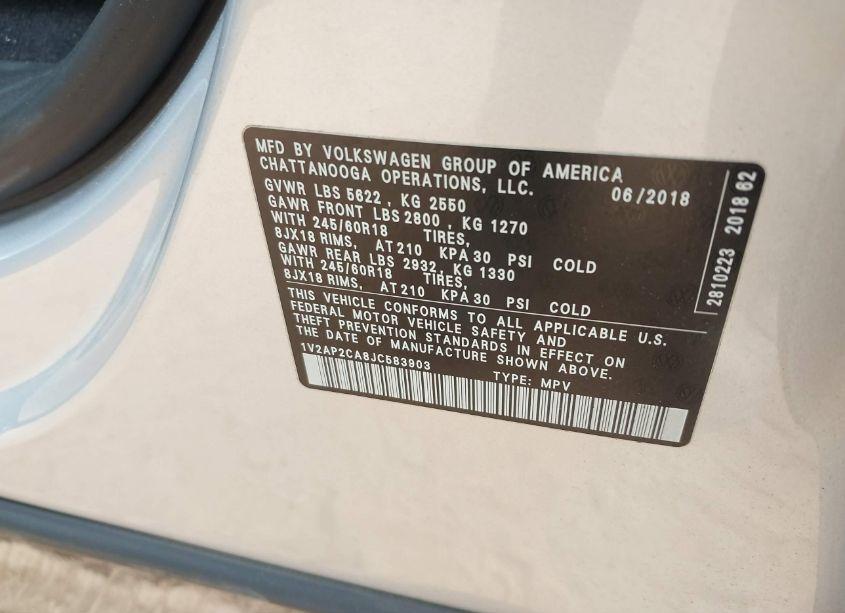 MFD BY VOLKSWAGEN GROUP OF AMERICA
CHATTANOOGA OPERATIONS, LLC. 06/2018
GVWR LBS 5622 , KG 2550
GAWR FRONT LBS 2800 , KG 1270
WITH 245/60R18 TIRES,
8JX18 RIMS, AT 210 KPA 30 PSI COLD
GAWR REAR LBS 2932, KG 1330
WITH 245/60R18 TIRES,
8JX18 RIMS, AT 210 KPA 30 PSI COLD
THIS VEHICLE CONFORMS TO ALL APPLICABLE U.S.
FEDERAL MOTOR VEHICLE SAFETY AND
THEFT PREVENTION STANDARDS IN EFFECT ON
THE DATE OF MANUFACTURE SHOWN ABOVE.
1V2AP2CA8JC583903 TYPE: MPV
2810223 2018 62